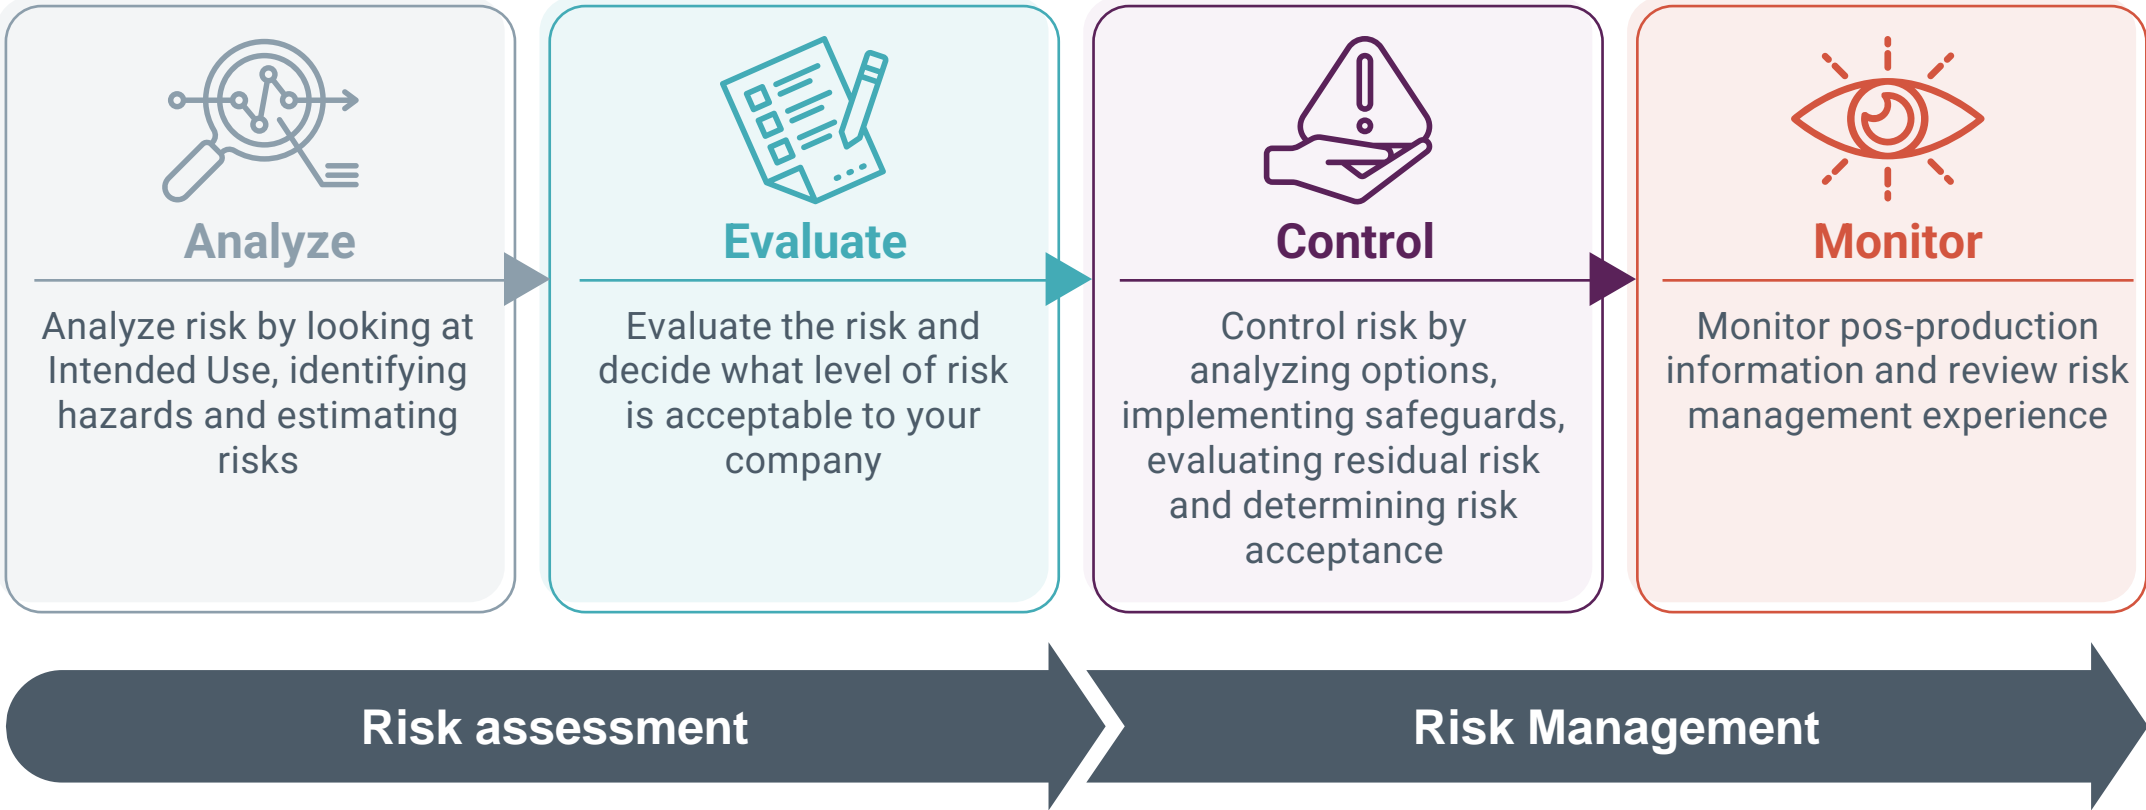 Analyze
Analyze risk by looking at
Intended Use, identifying
hazards and estimating
risks
Evaluate
Evaluate the risk and
decide what level of risk
is acceptable to your
company
Control
Control risk by
analyzing options,
implementing safeguards,
evaluating residual risk
and determining risk
acceptance
Monitor
Monitor pos-production
information and review risk
management experience
Risk assessment
Risk Management